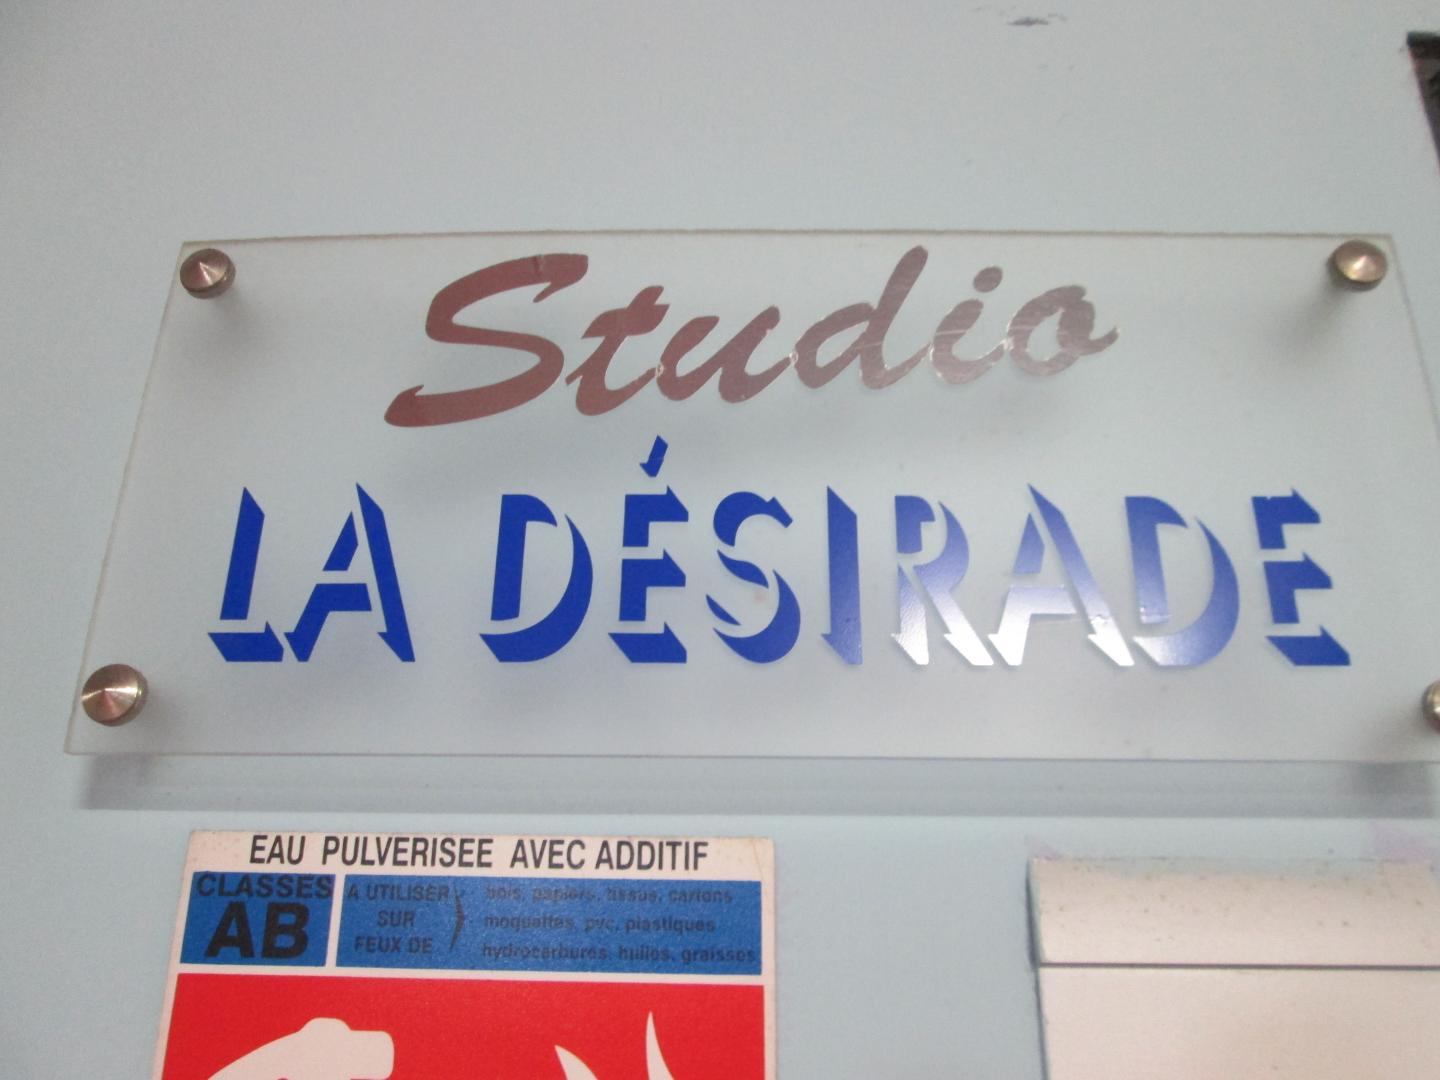 Studio
LA DÉSIRADE
EAU PULVERISEE AVEC ADDITIF
CLASSES
AB
A UTILISER
SUR
FEUX DE
bois, papiers, tissus, cartons
moquettes, pvc, plastiques
hydrocarbures, huiles, graisses